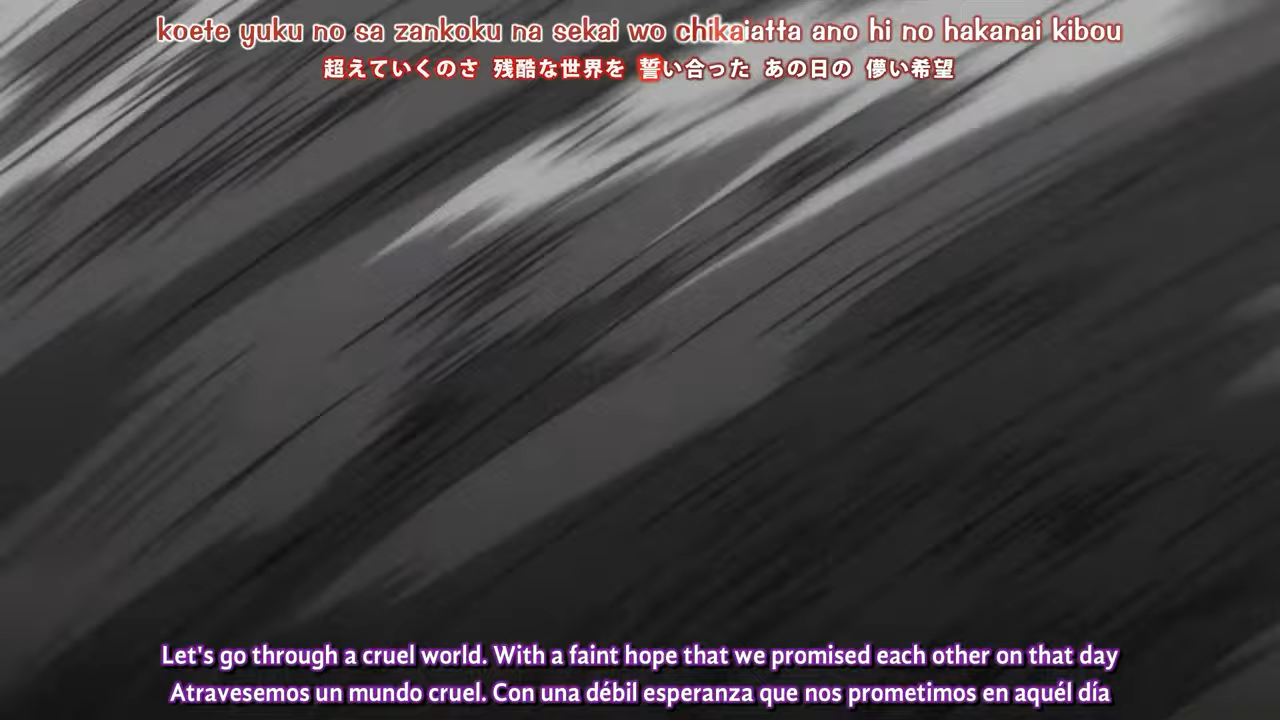 koete yuku no sa zankoku na sekai wo chikaiatta ano hi no hakanai kibou
超えていくのさ 残酷な世界を 誓い合った あの日の 儚い希望
Let's go through a cruel world. With a faint hope that we promised each other on that day
Atravesemos un mundo cruel. Con una débil esperanza que nos prometimos en aquél día